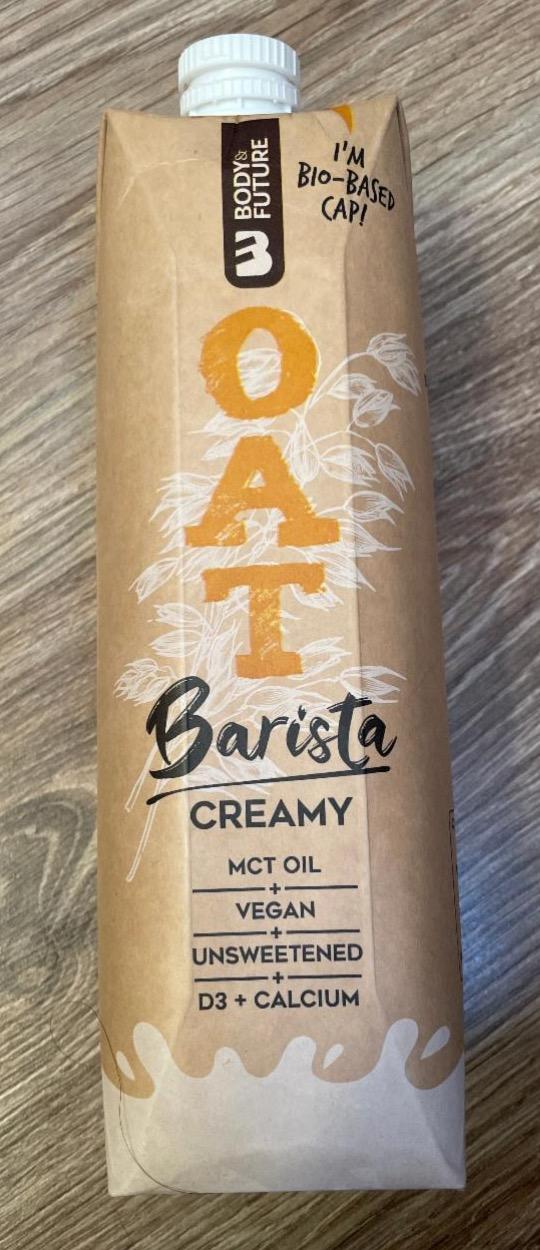 BODY&
FUTURE
I'M
BIO-BASED
CAP!
OAT
Barista
CREAMY
MCT OIL
+
VEGAN
+
UNSWEETENED
+
D3 + CALCIUM